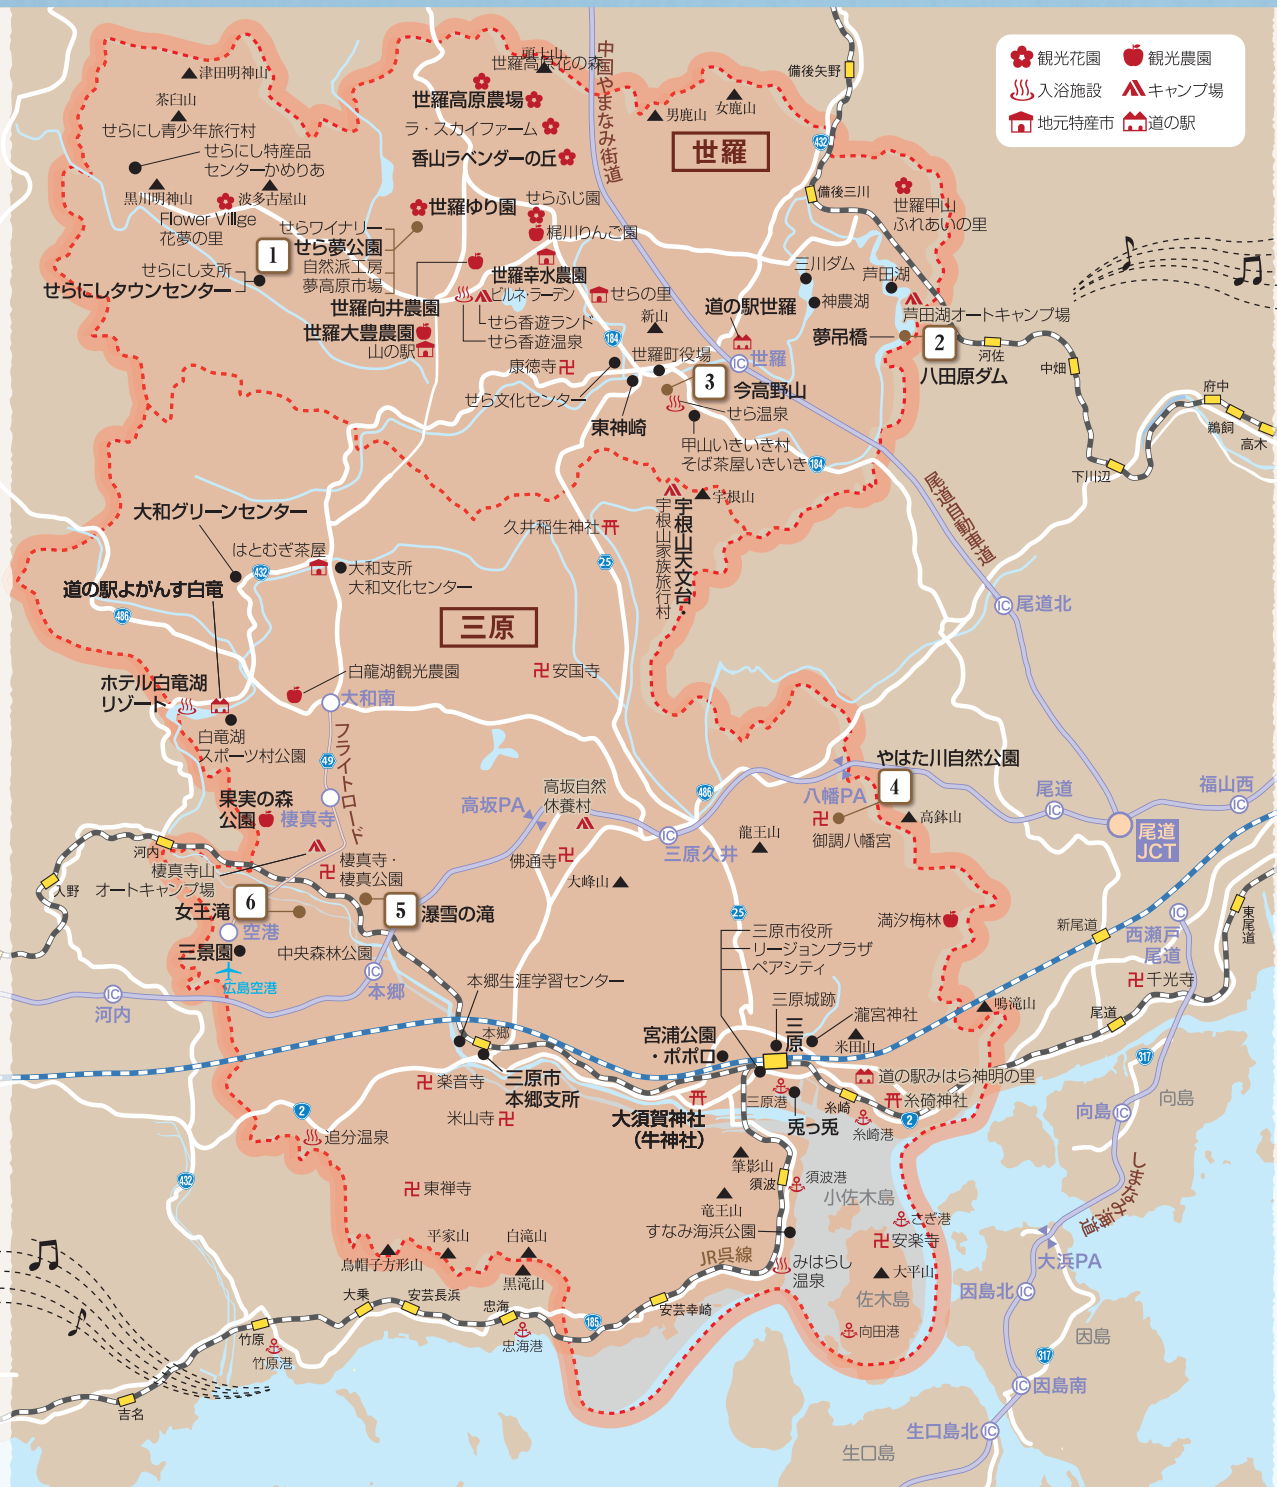 観光花園
観光農園
入浴施設
キャンプ場
地元特産市
道の駅
津田明神山
茶臼山
せらにし青少年旅行村
せらにし特産品
センターかめりあ
黒川明神山
波多古屋山
Flower Village
花夢の里
1
せらワイナリー
せら夢公園
自然派工房
夢高原市場
せらにし支所
せらにしタウンセンター
世羅高原花の森
世羅高原農場
ラ・スカイファーム
香山ラベンダーの丘
世羅ゆり園
せらふじ園
梶川りんご園
世羅幸水農園
ビルネ・ラーデン
せらの里
世羅向井農園
せら香遊ランド
せら香遊温泉
世羅大豊農園
山の駅
新山
184
康徳寺
世羅町役場
せら文化センター
東神崎
3
今高野山
せら温泉
甲山いきいき村
そば茶屋いきいき
184
中国やまなみ街道
男鹿山
女鹿山
世羅
備後矢野
432
備後三川
世羅甲山
ふれあいの里
三川ダム
芦田湖
神農湖
道の駅世羅
IC
世羅
芦田湖オートキャンプ場
夢吊橋
2
八田原ダム
河佐
中畑
府中
鵜飼
高木
下川辺
尾道自動車道
大和グリーンセンター
はとむぎ茶屋
432
大和支所
大和文化センター
道の駅よがんす白竜
486
久井稲生神社
25
宇根山
宇根山天文台・
宇根山家族旅行村
IC
尾道北
三原
安国寺
白龍湖観光農園
大和南
ホテル白竜湖
リゾート
白竜湖
スポーツ村公園
フライトロード
49
果実の森
公園
棲真寺
高坂PA
高坂自然
休養村
486
八幡PA
やはた川自然公園
4
御調八幡宮
高鉢山
尾道
IC
福山西
IC
尾道
JCT
河内
入野
棲真寺山
オートキャンプ場
棲真寺・
棲真公園
仏通寺
大峰山
IC
三原久井
龍王山
女王滝
6
5
瀑雪の滝
空港
三景園
中央森林公園
広島空港
IC
本郷
IC
河内
25
満汐梅林
新尾道
IC
西瀬戸
尾道
東尾道
千光寺
三原市役所
リージョンプラザ
ペアシティ
本郷生涯学習センター
本郷
三原城跡
瀧宮神社
鳴滝山
尾道
宮浦公園
・ポポロ
三原
米田山
317
楽音寺
三原市
本郷支所
道の駅みはら神明の里
三原港
糸崎
糸碕神社
2
糸崎港
兎っ兎
大須賀神社
(牛神社)
米山寺
向島
IC
向島
2
追分温泉
432
東禅寺
筆影山
須波
須波港
小佐木島
竜王山
さぎ港
安楽寺
しまなみ海道
すなみ海浜公園
JR呉線
みはらし
温泉
大平山
佐木島
向田港
大浜PA
因島北
IC
因島
烏帽子方形山
平家山
白滝山
黒滝山
大乗
安芸長浜
忠海
忠海港
185
安芸幸崎
竹原
竹原港
吉名
317
IC
因島南
生口島北
IC
生口島